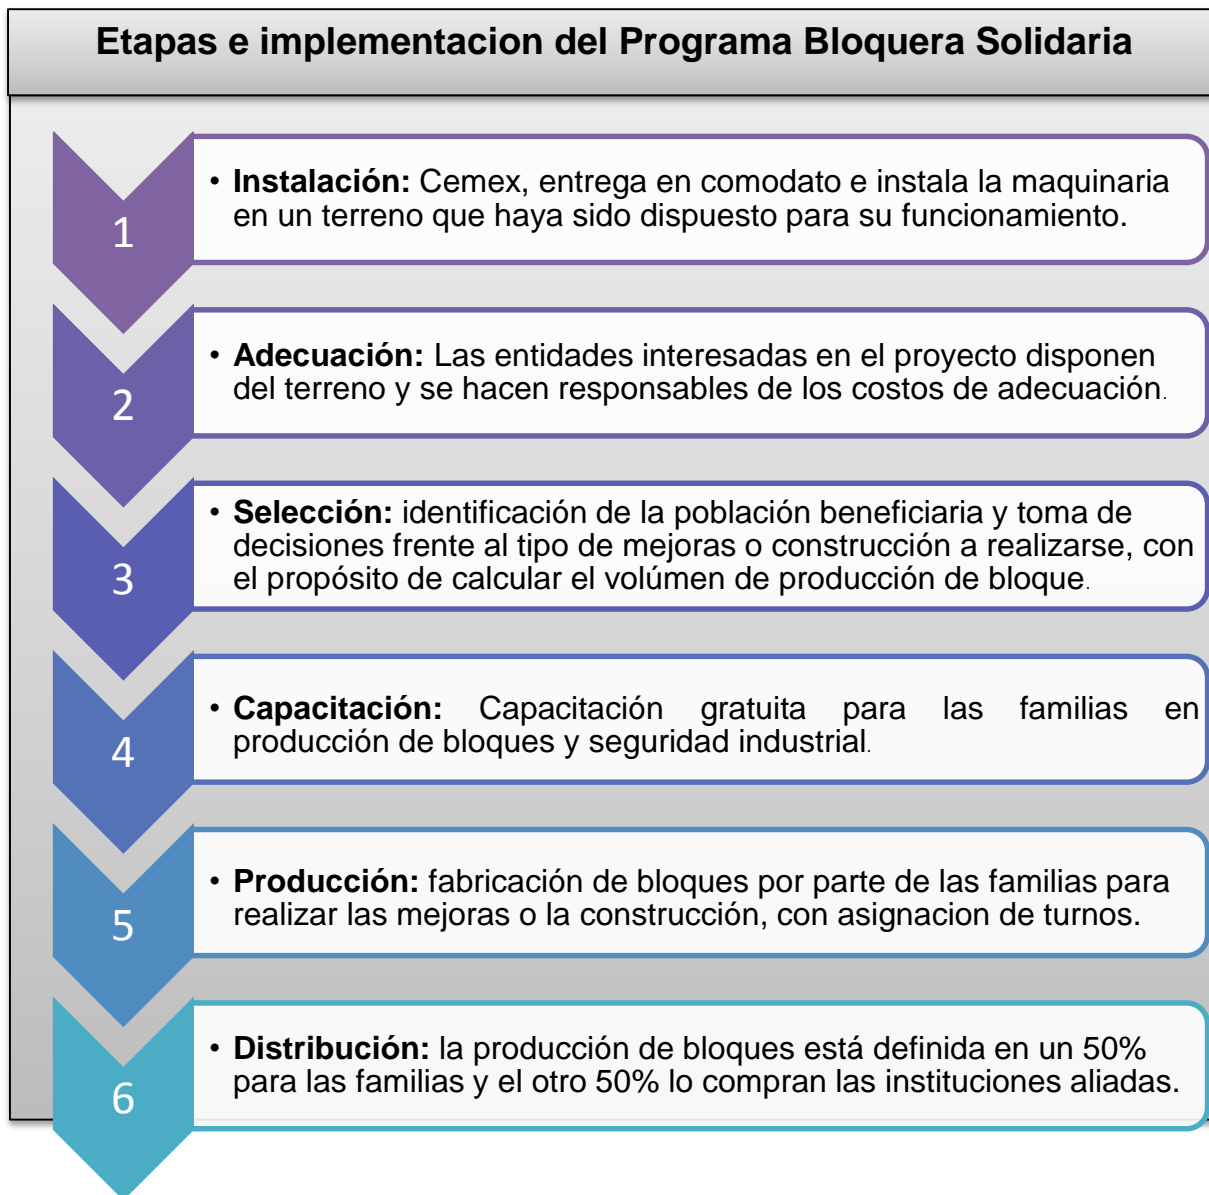 Etapas e implementacion del Programa Bloquera Solidaria
1
• Instalación: Cemex, entrega en comodato e instala la maquinaria
en un terreno que haya sido dispuesto para su funcionamiento.
2
• Adecuación: Las entidades interesadas en el proyecto disponen
del terreno y se hacen responsables de los costos de adecuación.
3
• Selección: identificación de la población beneficiaria y toma de
decisiones frente al tipo de mejoras o construcción a realizarse, con
el propósito de calcular el volúmen de producción de bloque.
4
• Capacitación: Capacitación gratuita para las familias en
producción de bloques y seguridad industrial.
5
• Producción: fabricación de bloques por parte de las familias para
realizar las mejoras o la construcción, con asignacion de turnos.
6
• Distribución: la producción de bloques está definida en un 50%
para las familias y el otro 50% lo compran las instituciones aliadas.